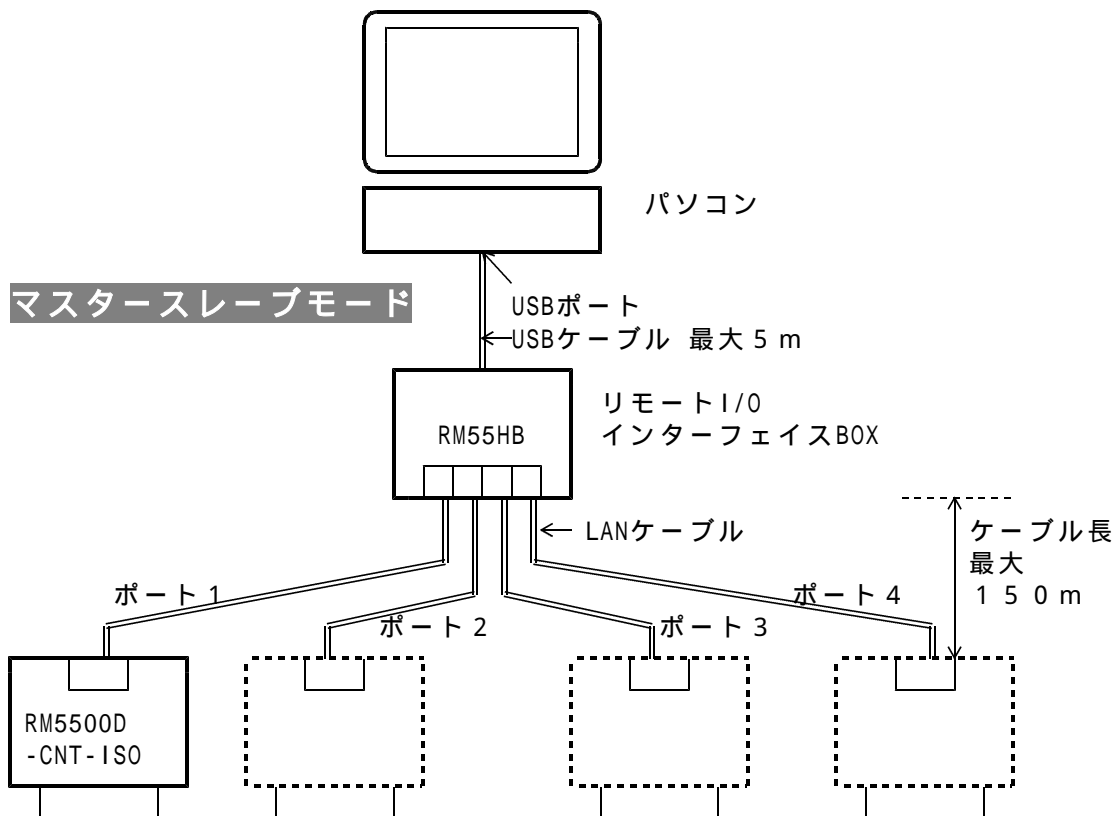 パソコン
マスタースレーブモード
USBポート
USBケーブル 最大5m
リモートI/O
インターフェイスBOX
RM55HB
LANケーブル
ケーブル長
最大
150m
ポート1
ポート2
ポート3
ポート4
RM5500D
-CNT-ISO